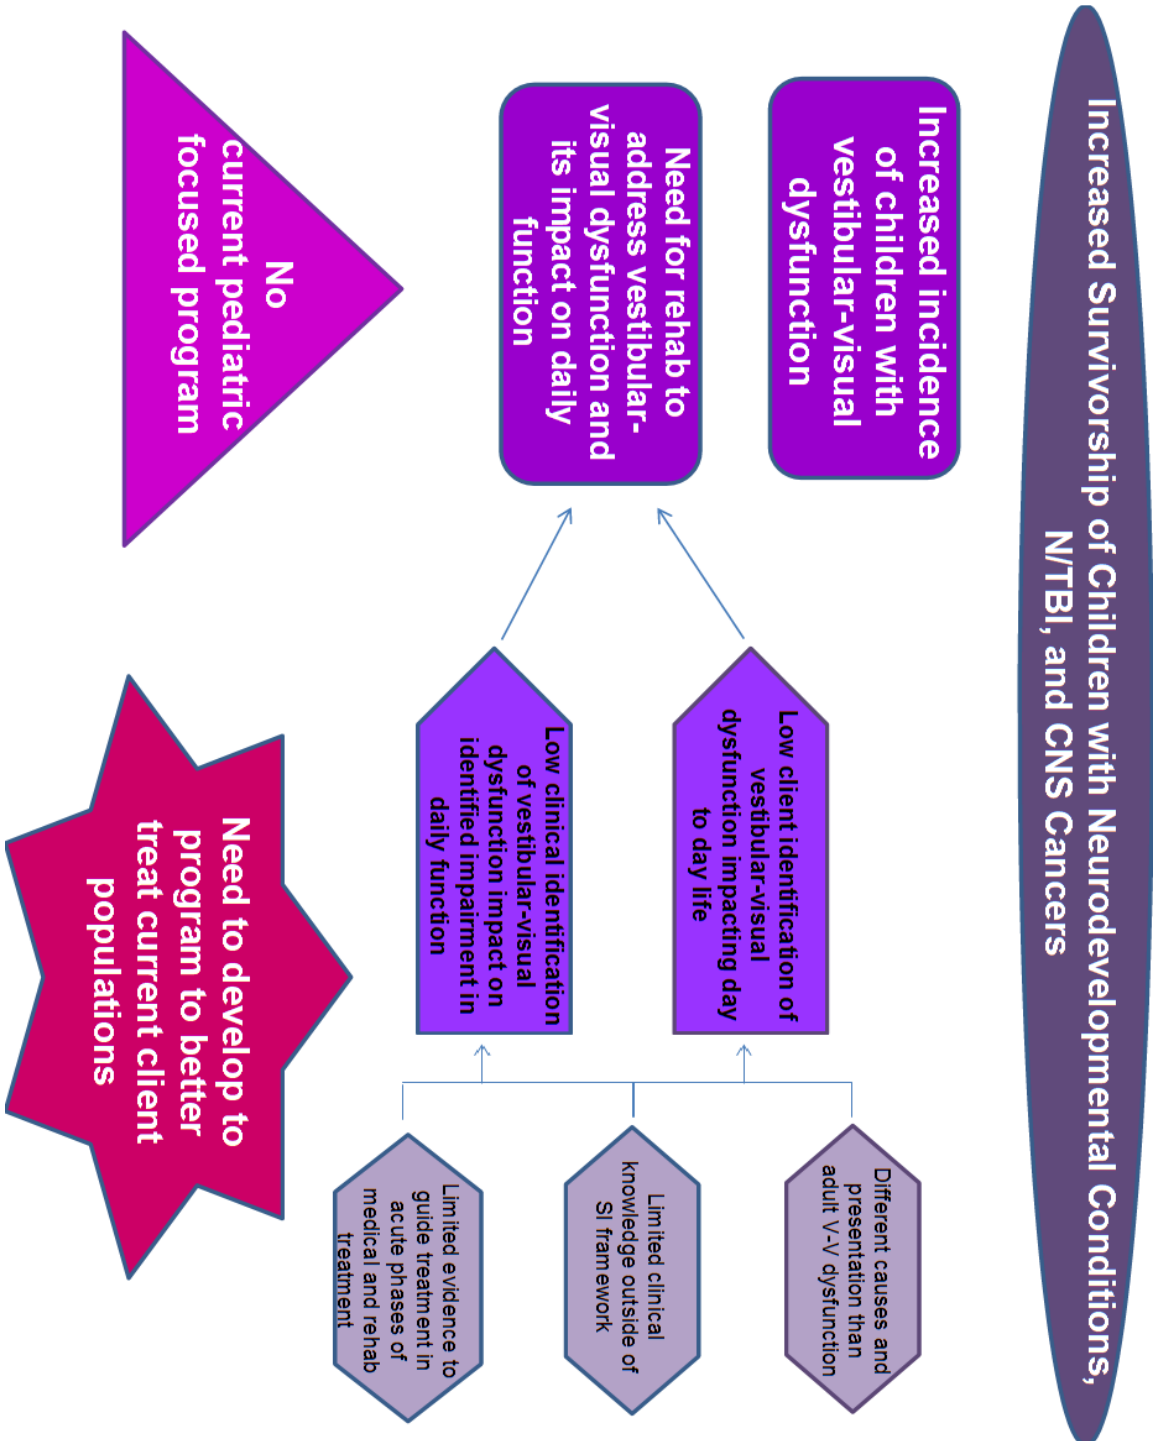 Increased Survivorship of Children with Neurodevelopmental Conditions,
N/TBI, and CNS Cancers
Increased incidence
of children with
vestibular-visual
dysfunction
Need for rehab to
address vestibular-
visual dysfunction and
its impact on daily
function
No
current pediatric
focused program
Low client identification of
vestibular-visual
dysfunction impacting day
to day life
Low clinical identification
of vestibular-visual
dysfunction impact on
identified impairment in
daily function
Different causes and
presentation than
adult V-V dysfunction
Limited clinical
knowledge outside of
SI framework
Limited evidence to
guide treatment in
acute phases of
medical and rehab
treatment
Need to develop to
program to better
treat current client
populations